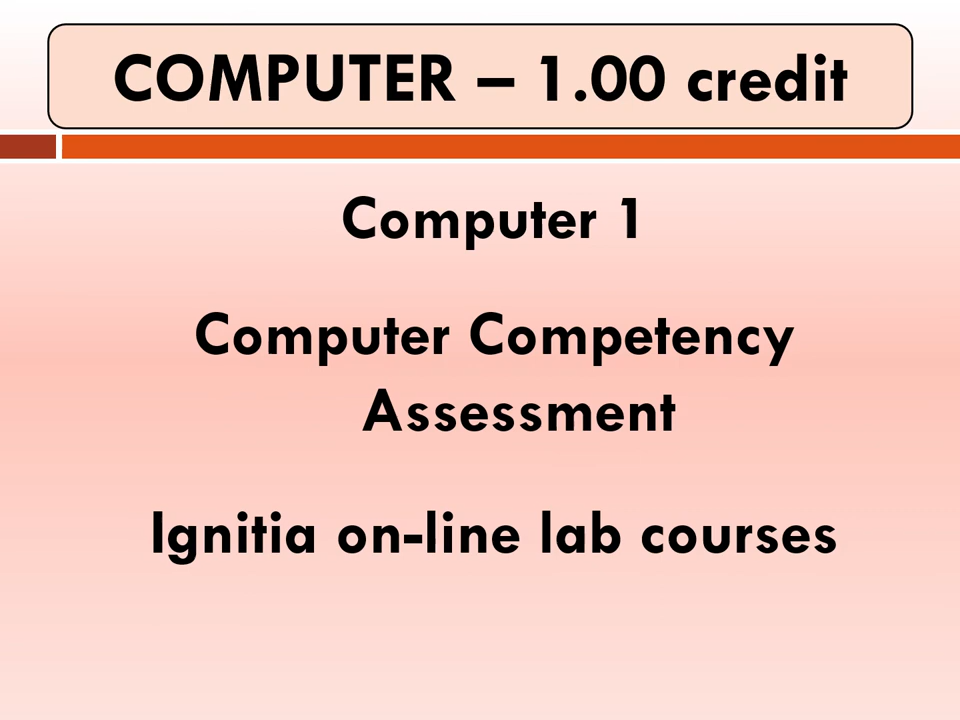 COMPUTER – 1.00 credit
Computer 1
Computer Competency
Assessment
Ignitia on-line lab courses